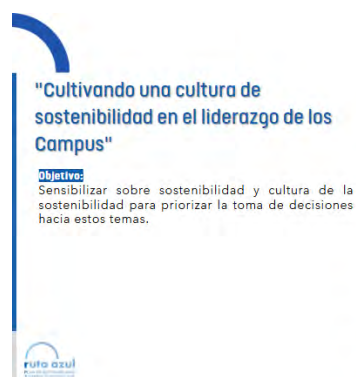 "Cultivando una cultura de
sostenibilidad en el liderazgo de los
Campus"
Objetivo:
Sensibilizar sobre sostenibilidad y cultura de la
sostenibilidad para priorizar la toma de decisiones
hacia estos temas.
ruta azul